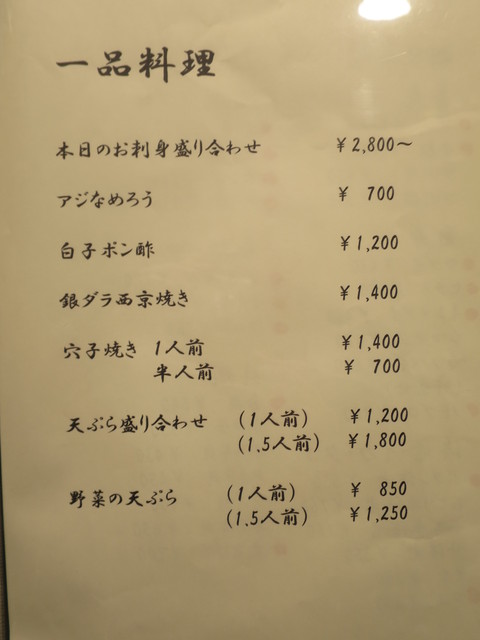 一品料理
本日のお刺身盛り合わせ ¥2,800～
アジなめろう ¥ 700
白子ポン酢 ¥1,200
銀ダラ西京焼き ¥1,400
穴子焼き 1人前 ¥1,400
半人前 ¥ 700
天ぷら盛り合わせ (1人前) ¥1,200
(1.5人前) ¥1,800
野菜の天ぷら (1人前) ¥ 850
(1.5人前) ¥1,250